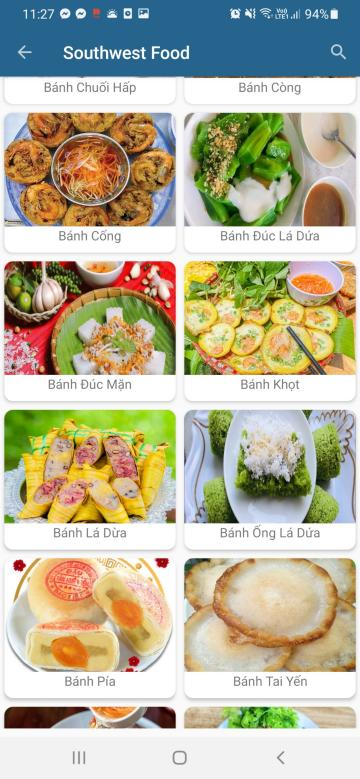 11:27
94%
Southwest Food
Bánh Chuối Hấp
Bánh Còng
Bánh Cống
Bánh Đúc Lá Dứa
Bánh Đúc Mặn
Bánh Khọt
Bánh Lá Dừa
Bánh Ống Lá Dứa
Bánh Pía
Bánh Tai Yến